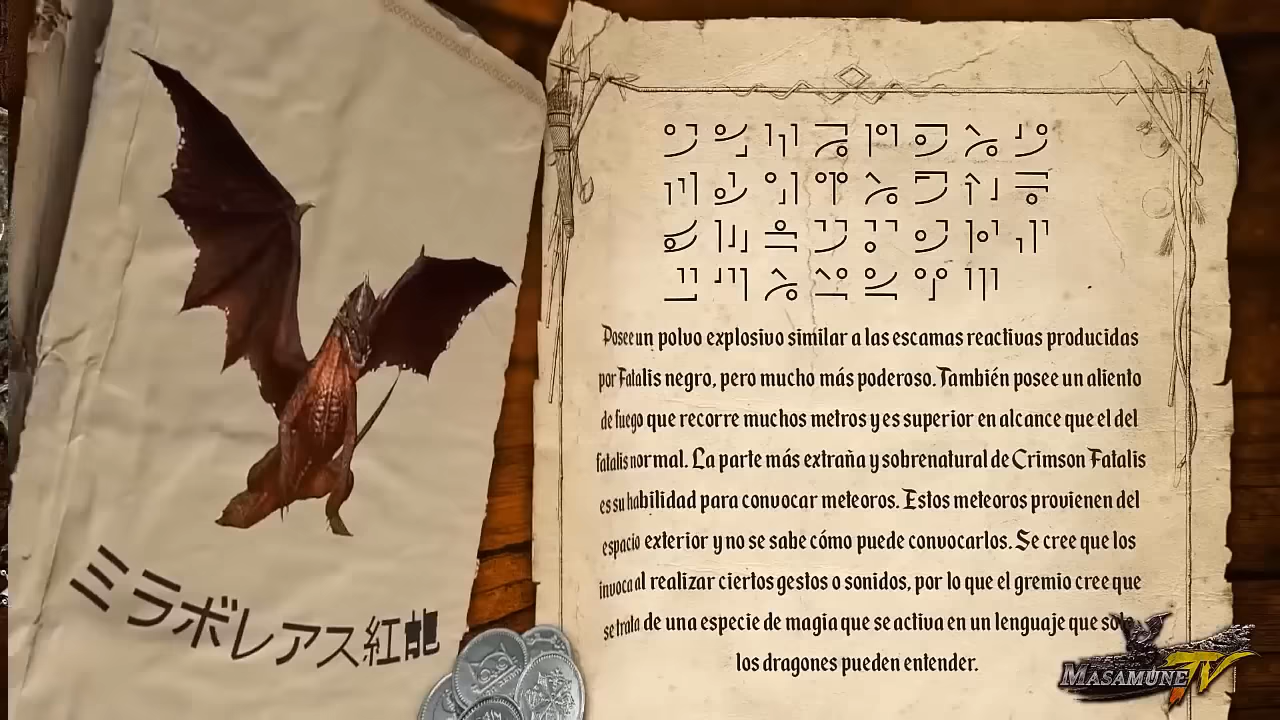 ミラボレアス紅龍
Posee un polvo explosivo similar a las escamas reactivas producidas
por Fatalis negro, pero mucho más poderoso. También posee un aliento
de fuego que recorre muchos metros y es superior en alcance que el del
fatalis normal. La parte más extraña y sobrenatural de Crimson Fatalis
es su habilidad para convocar meteoros. Estos meteoros provienen del
espacio exterior y no se sabe cómo puede convocarlos. Se cree que los
invoca al realizar ciertos gestos o sonidos, por lo que el gremio cree que
se trata de una especie de magia que se activa en un lenguaje que solo
los dragones pueden entender.
MASAMUNE TV